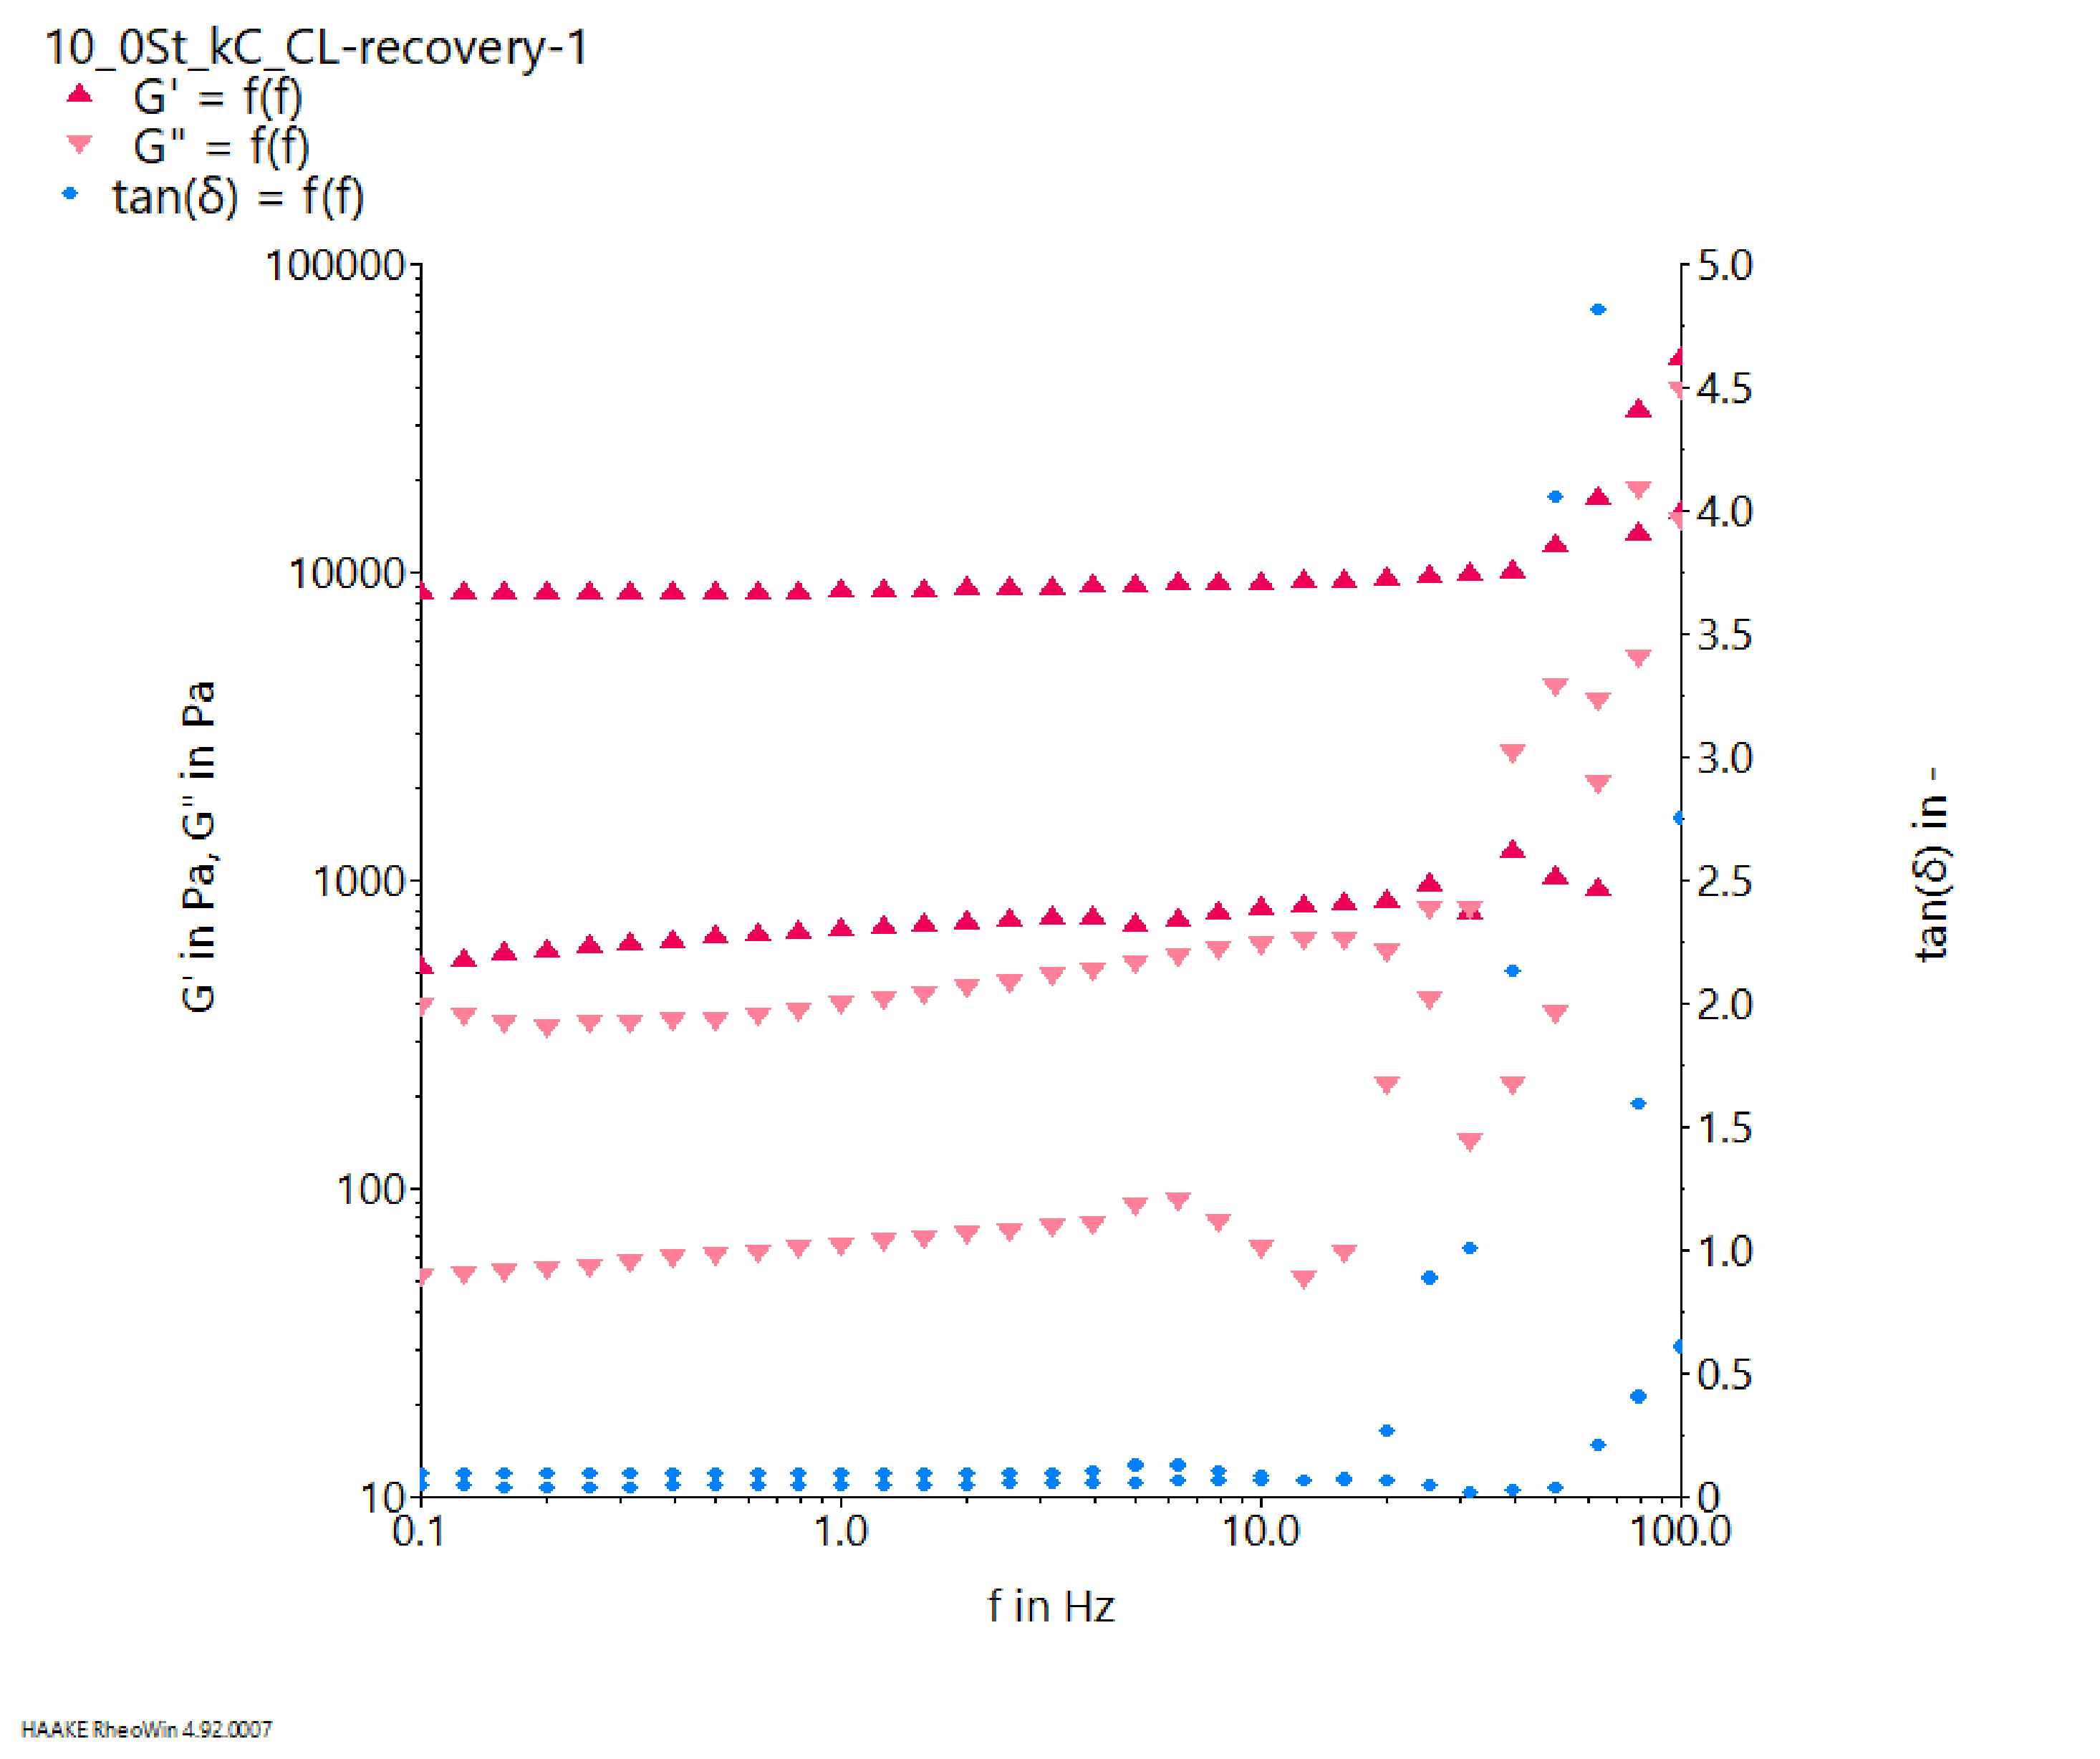 10_0St_kC_CL-recovery-1
G' = f(f)
G" = f(f)
tan(δ) = f(f)
100000
10000
1000
100
10
G' in Pa, G" in Pa
5.0
4.5
4.0
3.5
3.0
2.5
2.0
1.5
1.0
0.5
0
tan(δ) in -
0.1
1.0
10.0
100.0
f in Hz
HAAKE RheoWin 4.92.0007